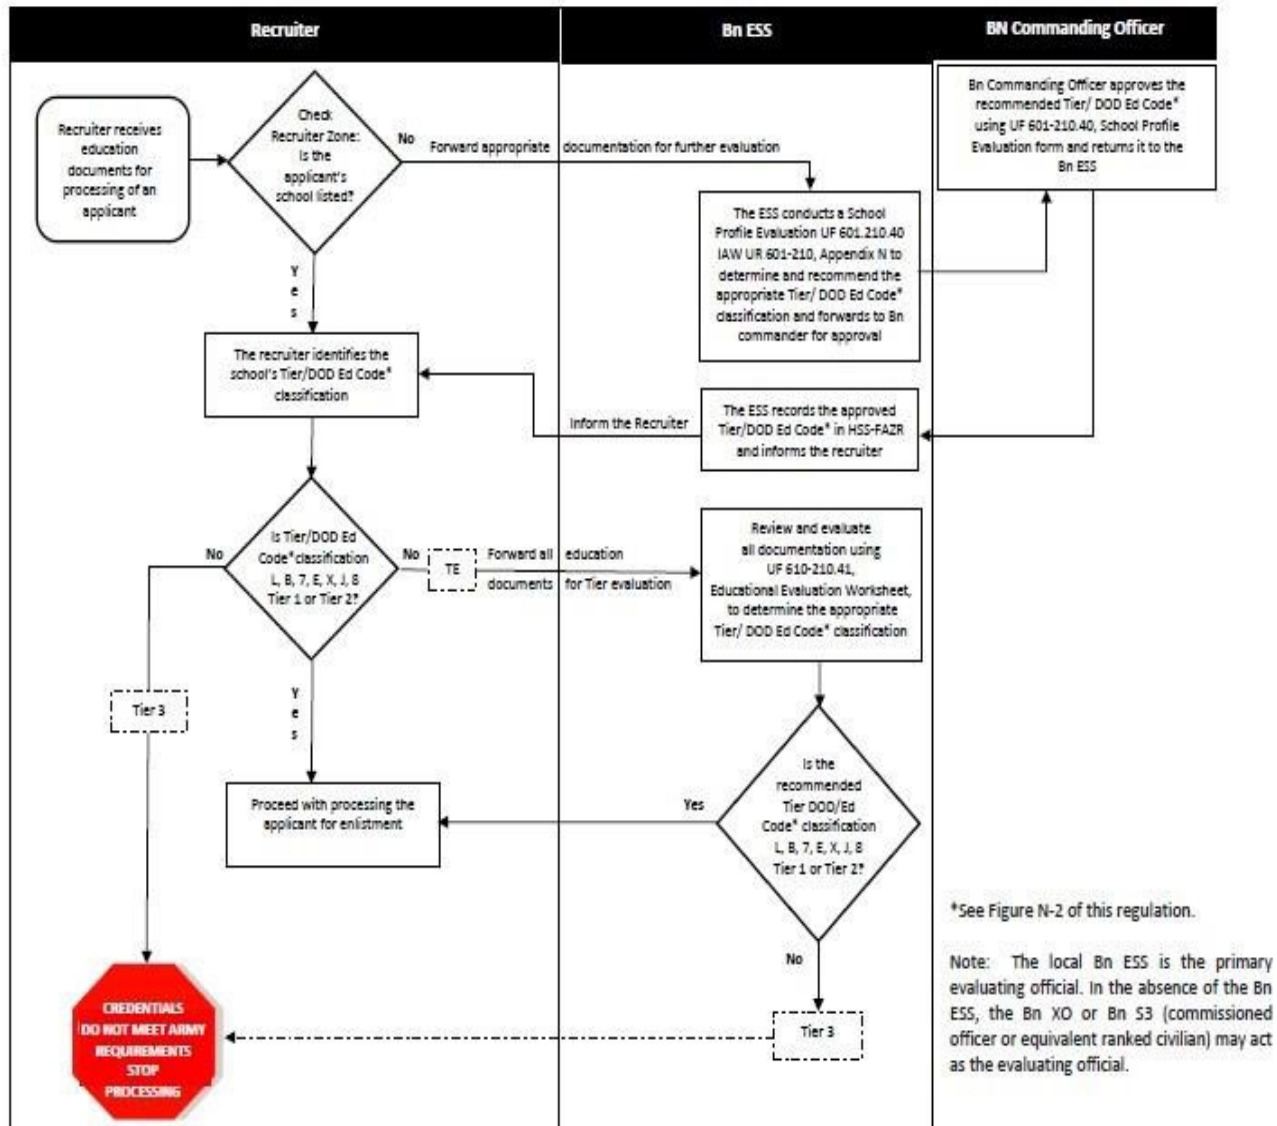 Recruiter
Bn ESS
BN Commanding Officer
Recruiter receives
education
documents for
processing of an
applicant
Check
Recruiter Zone:
Is the
applicant's
school listed?
No
Forward appropriate documentation for further evaluation
Bn Commanding Officer approves the
recommended Tier/ DOD Ed Code*
using UF 601-210.40, School Profile
Evaluation form and returns it to the
Bn ESS
The ESS conducts a School
Profile Evaluation UF 601.210.40
IAW UR 601-210, Appendix N to
determine and recommend the
appropriate Tier/ DOD Ed Code*
classification and forwards to Bn
commander for approval
Y
e
s
The recruiter identifies the
school's Tier/DOD Ed Code*
classification
Inform the Recruiter
The ESS records the approved
Tier/DOD Ed Code* in HSS-FAZR
and informs the recruiter
Is Tier/DOD Ed
Code*classification
L, B, 7, E, X, J, 8
Tier 1 or Tier 2?
No
No
TE
Forward all education
documents for Tier evaluation
Review and evaluate
all documentation using
UF 610-210.41,
Educational Evaluation Worksheet,
to determine the appropriate
Tier/ DOD Ed Code* classification
Tier 3
Y
e
s
Proceed with processing the
applicant for enlistment
Yes
Is the
recommended
Tier DOD/Ed
Code* classification
L, B, 7, E, X, J, 8
Tier 1 or Tier 2?
No
Tier 3
CREDENTIALS
DO NOT MEET ARMY
REQUIREMENTS
STOP
PROCESSING
*See Figure N-2 of this regulation.
Note: The local Bn ESS is the primary
evaluating official. In the absence of the Bn
ESS, the Bn XO or Bn S3 (commissioned
officer or equivalent ranked civilian) may act
as the evaluating official.